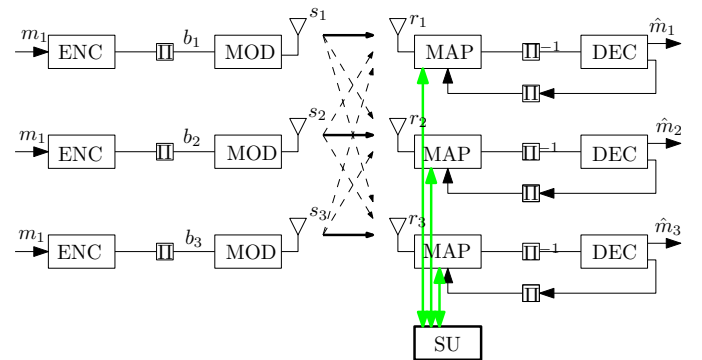 m₁ ENC Π b₁ MOD s₁ r₁ MAP Π⁻¹ DEC m̂₁
Π
m₁ ENC Π b₂ MOD s₂ r₂ MAP Π⁻¹ DEC m̂₂
Π
m₁ ENC Π b₃ MOD s₃ r₃ MAP Π⁻¹ DEC m̂₃
Π
SU